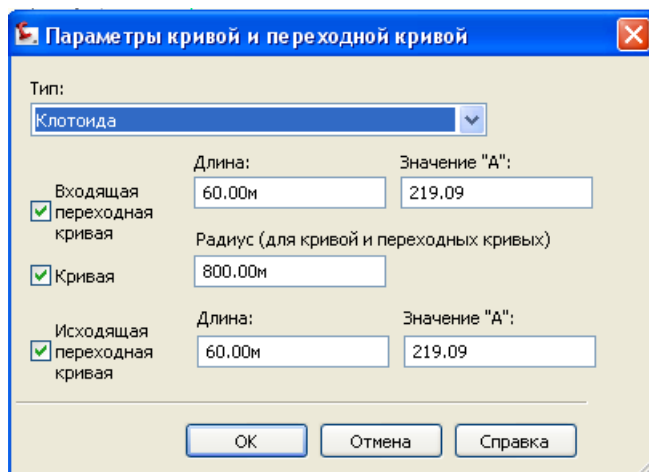 Параметры кривой и переходной кривой
Тип:
Клотоида
Длина:
Значение "А":
Входящая
переходная
кривая
60.00м
219.09
Радиус (для кривой и переходных кривых)
Кривая
800.00м
Длина:
Значение "А":
Исходящая
переходная
кривая
60.00м
219.09
ОК
Отмена
Справка